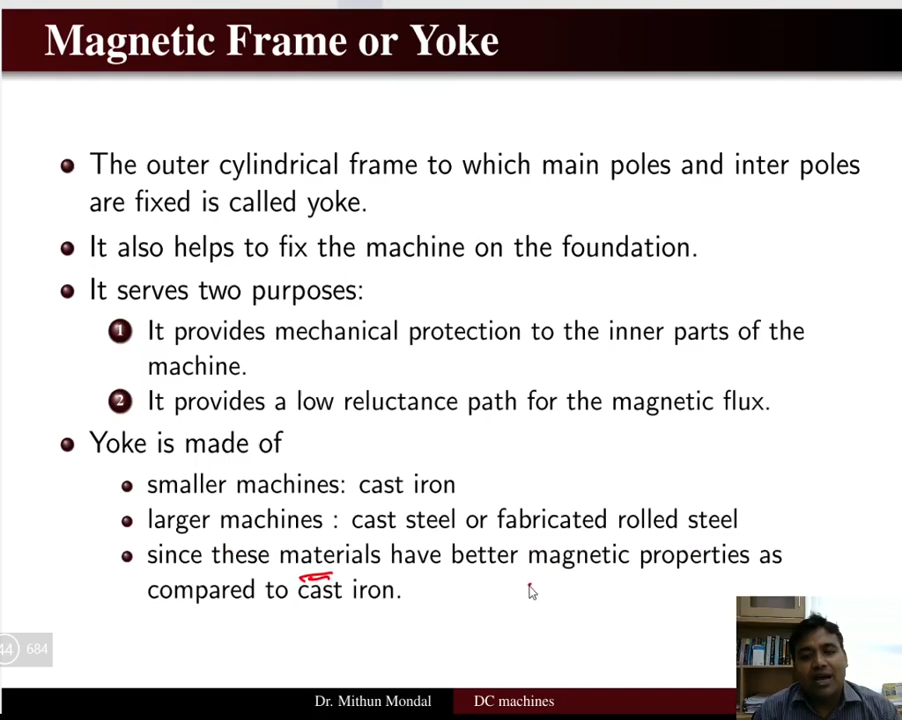 Magnetic Frame or Yoke
The outer cylindrical frame to which main poles and inter poles
are fixed is called yoke.
It also helps to fix the machine on the foundation.
It serves two purposes:
1 It provides mechanical protection to the inner parts of the
machine.
2 It provides a low reluctance path for the magnetic flux.
Yoke is made of
smaller machines: cast iron
larger machines : cast steel or fabricated rolled steel
since these materials have better magnetic properties as
compared to cast iron.
44 684
Dr. Mithun Mondal DC machines